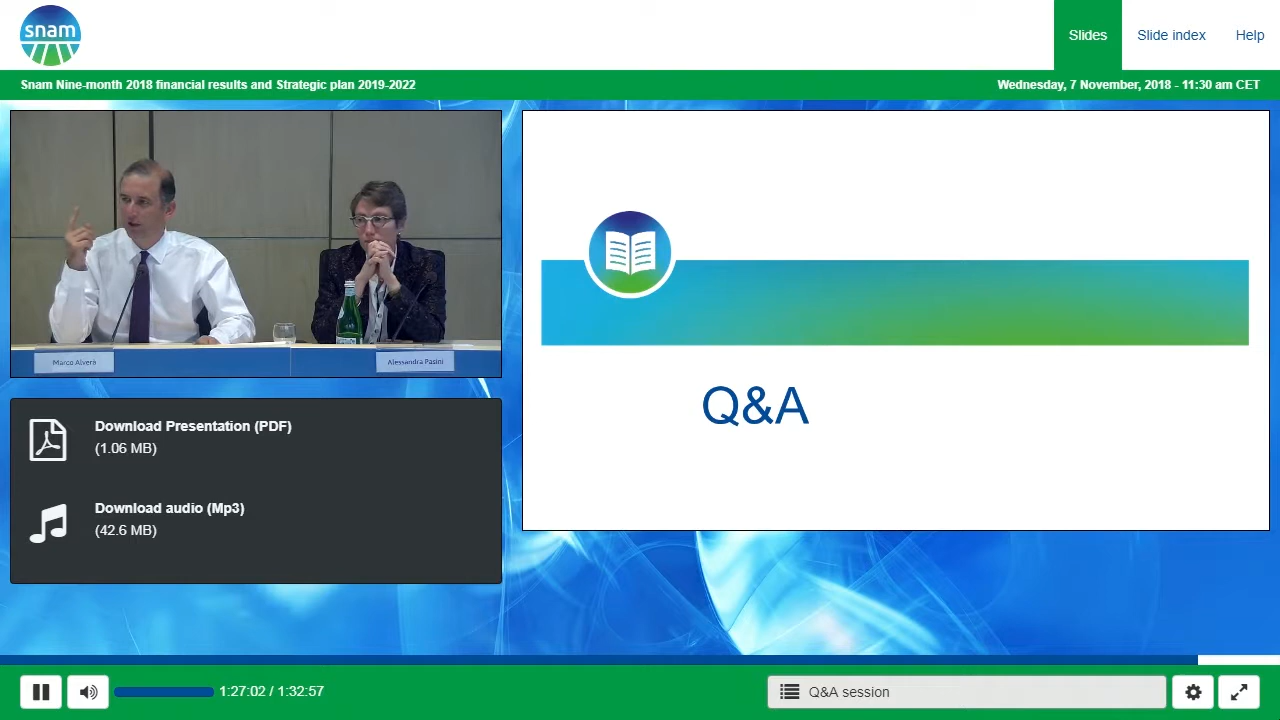 snam
Slides
Slide index
Help
Snam Nine-month 2018 financial results and Strategic plan 2019-2022
Wednesday, 7 November, 2018 - 11:30 am CET
Marco Alverà
Alessandra Pasini
Q&A
Download Presentation (PDF)
(1.06 MB)
Download audio (Mp3)
(42.6 MB)
1:27:02 / 1:32:57
Q&A session